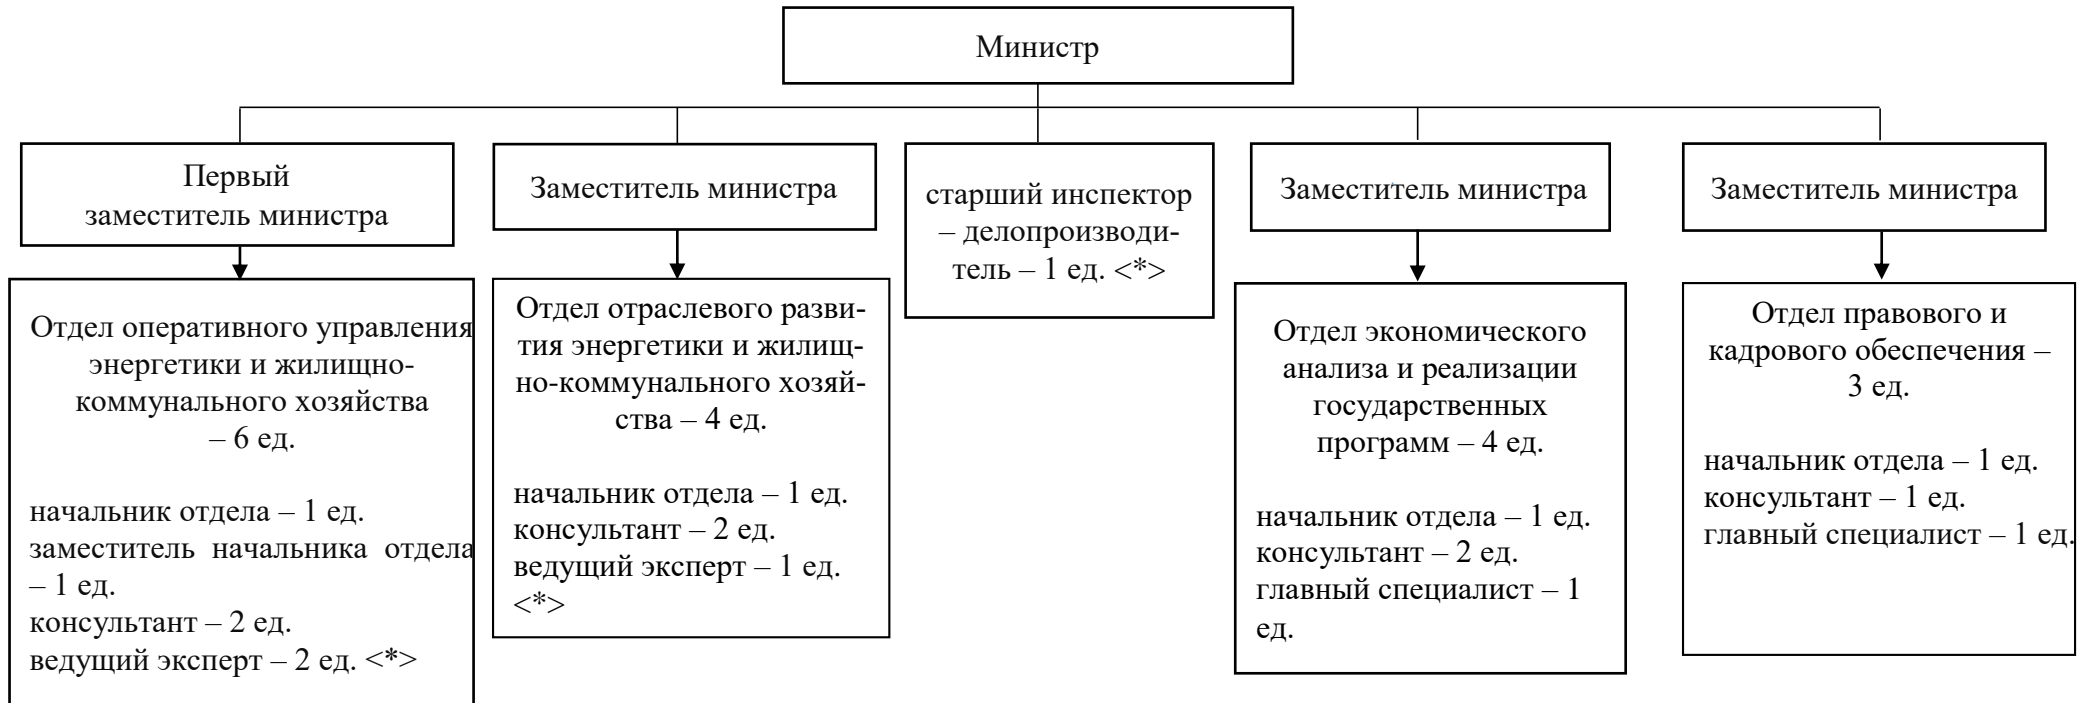 Министр
Первый
заместитель министра
Заместитель министра
старший инспектор
– делопроизводи-
тель – 1 ед. <*>
Заместитель министра
Заместитель министра
Отдел оперативного управления
энергетики и жилищно-
коммунального хозяйства
– 6 ед.
начальник отдела – 1 ед.
заместитель начальника отдела
– 1 ед.
консультант – 2 ед.
ведущий эксперт – 2 ед. <*>
Отдел отраслевого разви-
тия энергетики и жилищ-
но-коммунального хозяй-
ства – 4 ед.
начальник отдела – 1 ед.
консультант – 2 ед.
ведущий эксперт – 1 ед.
<*>
Отдел экономического
анализа и реализации
государственных
программ – 4 ед.
начальник отдела – 1 ед.
консультант – 2 ед.
главный специалист – 1
ед.
Отдел правового и
кадрового обеспечения –
3 ед.
начальник отдела – 1 ед.
консультант – 1 ед.
главный специалист – 1 ед.